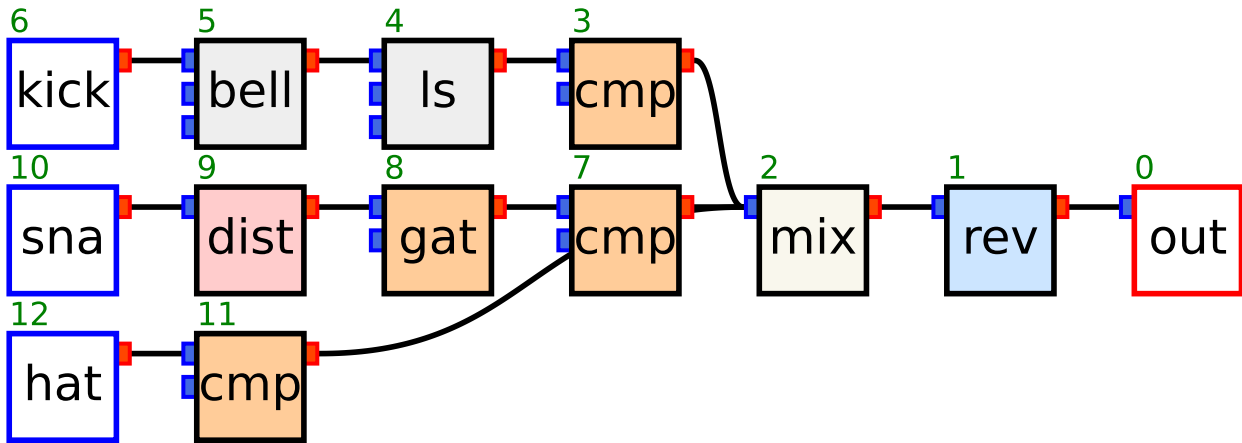 6 5 4 3
kick bell ls cmp
10 9 8 7 2 1 0
sna dist gat cmp mix rev out
12 11
hat cmp